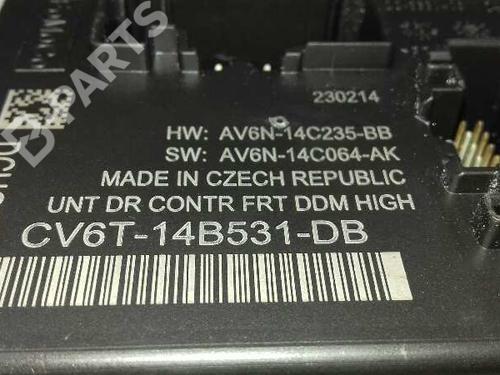 B-PARTS
230214
HW: AV6N-14C235-BB
SW: AV6N-14C064-AK
MADE IN CZECH REPUBLIC
UNT DR CONTR FRT DDM HIGH
CV6T-14B531-DB